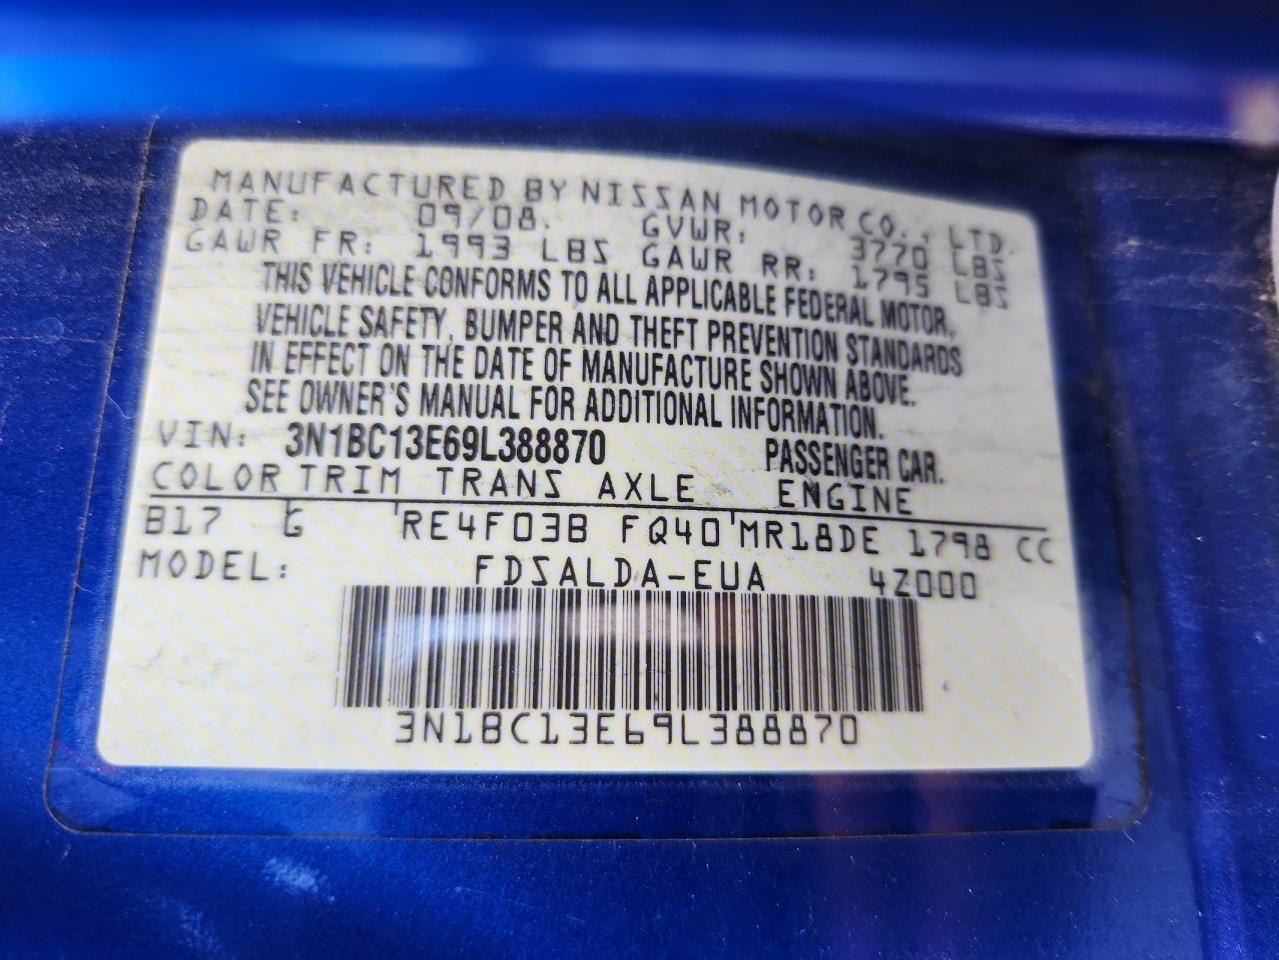 MANUFACTURED BY NISSAN MOTOR CO., LTD.
DATE: 09/08. GVWR: 3770 LBS
GAWR FR: 1993 LBS GAWR RR: 1795 LBS
THIS VEHICLE CONFORMS TO ALL APPLICABLE FEDERAL MOTOR,
VEHICLE SAFETY, BUMPER AND THEFT PREVENTION STANDARDS
IN EFFECT ON THE DATE OF MANUFACTURE SHOWN ABOVE.
SEE OWNER'S MANUAL FOR ADDITIONAL INFORMATION.
VIN: 3N1BC13E69L388870 PASSENGER CAR.
COLOR TRIM TRANS AXLE ENGINE
B17 G RE4F03B FQ40 MR18DE 1798 CC
MODEL: FDSALDA-EUA 4Z000
3N1BC13E69L388870